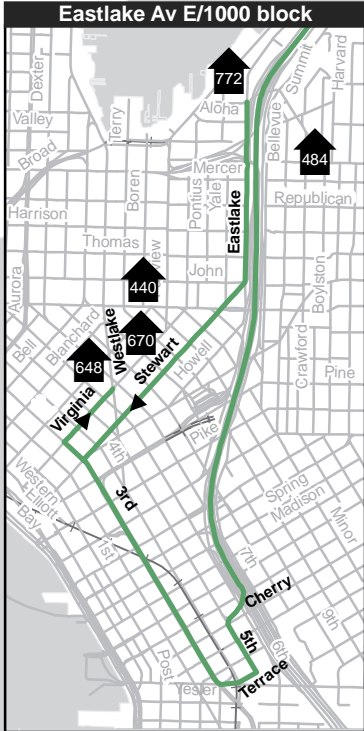 Eastlake Av E/1000 block
Dexter
Summit
Harvard
772
Aloha
Valley
Terry
Bellevue
484
Broad
Mercer
Pontius
Yale
Republican
Boren
Harrison
Eastlake
Thomas
view
John
Aurora
440
Boylston
Bell
Blanchard
Westlake
670
Stewart
Howell
Crawford
648
Pine
Virginia
4th
Pike
Western
Elliott
Bay
3rd
1st
Spring
Madison
7th
Minor
Cherry
9th
5th
6th
Post
Yesler
Terrace